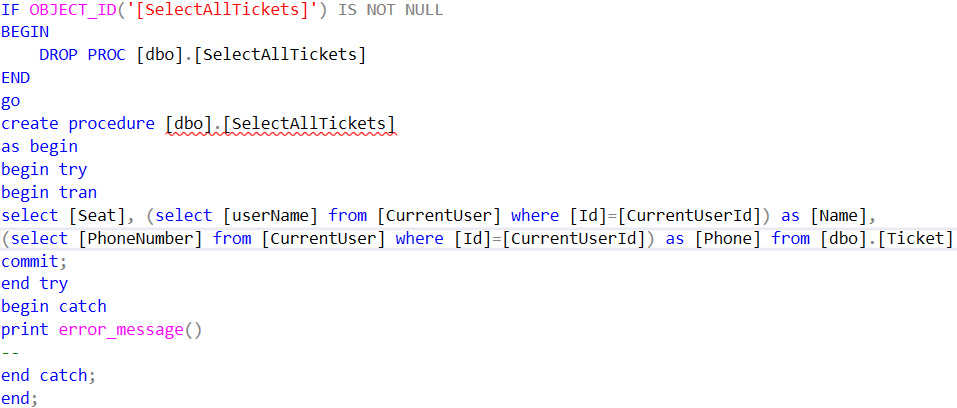 IF OBJECT_ID('[SelectAllTickets]') IS NOT NULL
BEGIN
    DROP PROC [dbo].[SelectAllTickets]
END
go
create procedure [dbo].[SelectAllTickets]
as begin
begin try
begin tran
select [Seat], (select [userName] from [CurrentUser] where [Id]=[CurrentUserId]) as [Name],
(select [PhoneNumber] from [CurrentUser] where [Id]=[CurrentUserId]) as [Phone] from [dbo].[Ticket]
commit;
end try
begin catch
print error_message()
--
end catch;
end;